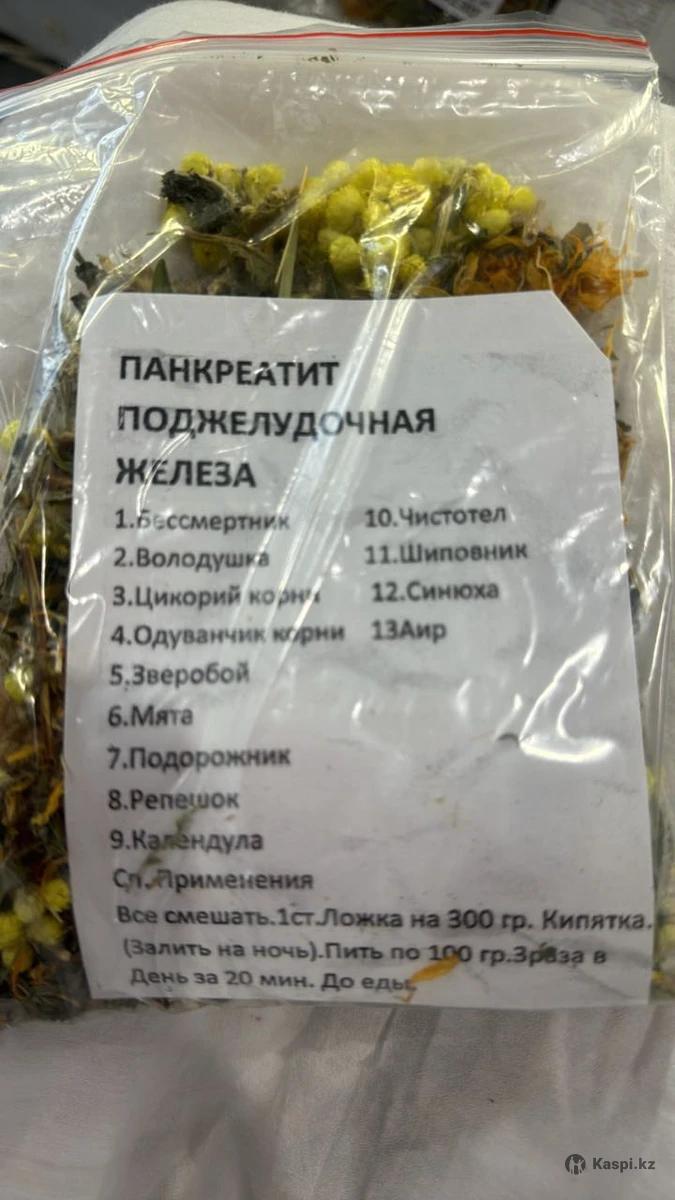 ПАНКРЕАТИТ
ПОДЖЕЛУДОЧНАЯ
ЖЕЛЕЗА
1.Бессмертник
2.Володушка
3.Цикорий корни
4.Одуванчик корни
5.Зверобой
6.Мята
7.Подорожник
8.Репешок
9.Календула
10.Чистотел
11.Шиповник
12.Синюха
13Аир
Сп.Применения
Все смешать.1ст.Ложка на 300 гр. Кипятка.
(Залить на ночь).Пить по 100 гр.3раза в
День за 20 мин. До еды.
Kaspi.kz